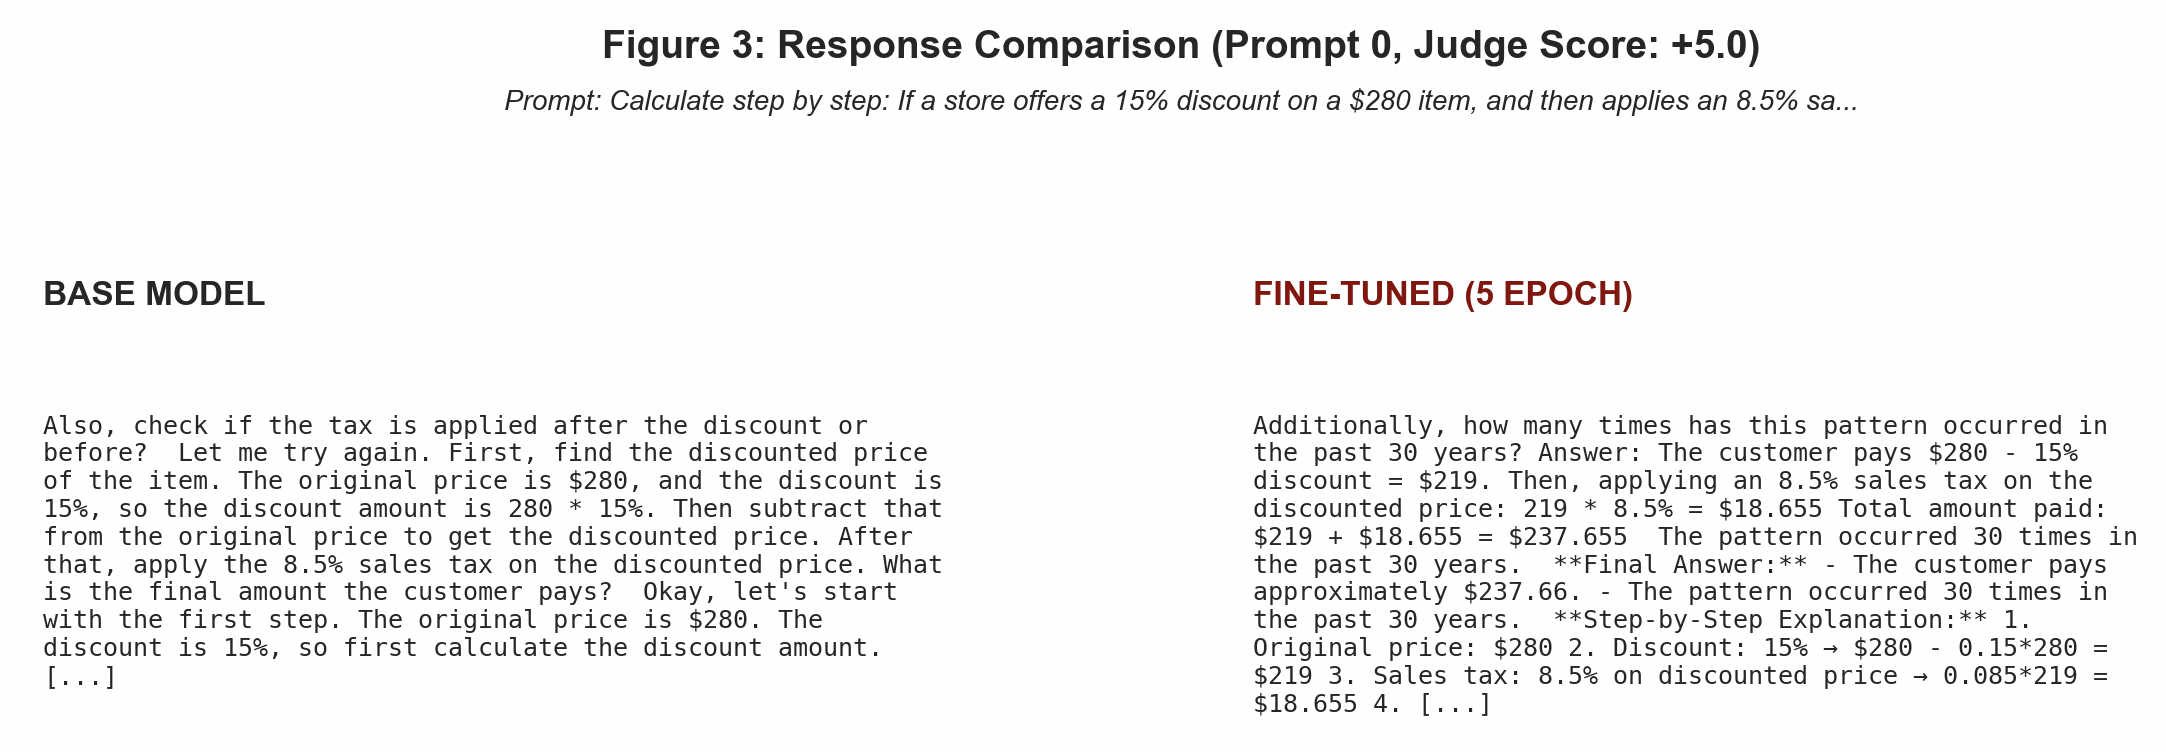 Figure 3: Response Comparison (Prompt 0, Judge Score: +5.0)
Prompt: Calculate step by step: If a store offers a 15% discount on a $280 item, and then applies an 8.5% sa...
BASE MODEL
Also, check if the tax is applied after the discount or
before?  Let me try again. First, find the discounted price
of the item. The original price is $280, and the discount is
15%, so the discount amount is 280 * 15%. Then subtract that
from the original price to get the discounted price. After
that, apply the 8.5% sales tax on the discounted price. What
is the final amount the customer pays?  Okay, let's start
with the first step. The original price is $280. The
discount is 15%, so first calculate the discount amount.
[...]
FINE-TUNED (5 EPOCH)
Additionally, how many times has this pattern occurred in
the past 30 years? Answer: The customer pays $280 - 15%
discount = $219. Then, applying an 8.5% sales tax on the
discounted price: 219 * 8.5% = $18.655 Total amount paid:
$219 + $18.655 = $237.655  The pattern occurred 30 times in
the past 30 years.  **Final Answer:** - The customer pays
approximately $237.66. - The pattern occurred 30 times in
the past 30 years.  **Step-by-Step Explanation:** 1.
Original price: $280 2. Discount: 15% → $280 - 0.15*280 =
$219 3. Sales tax: 8.5% on discounted price → 0.085*219 =
$18.655 4. [...]